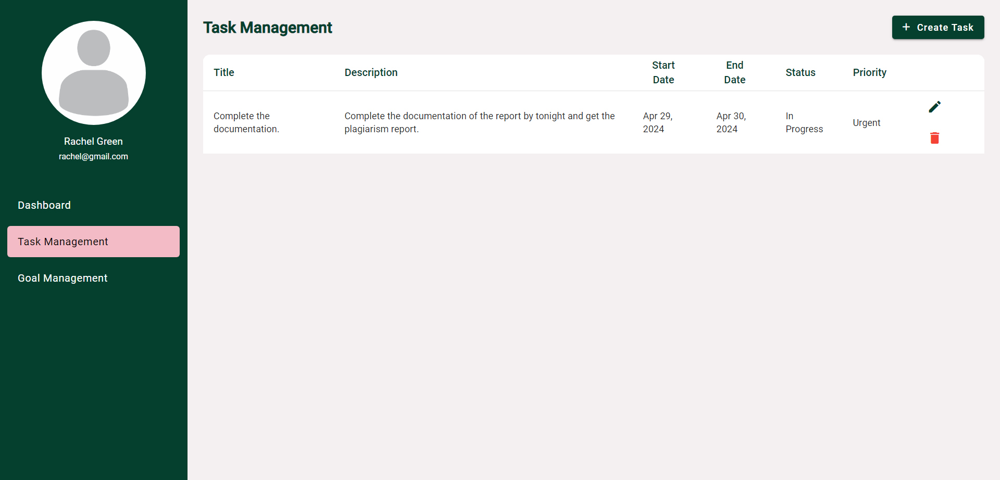 Rachel Green
rachel@gmail.com
Dashboard
Task Management
Goal Management
Task Management
+ Create Task
Title Description Start Date End Date Status Priority
Complete the documentation. Complete the documentation of the report by tonight and get the plagiarism report. Apr 29, 2024 Apr 30, 2024 In Progress Urgent